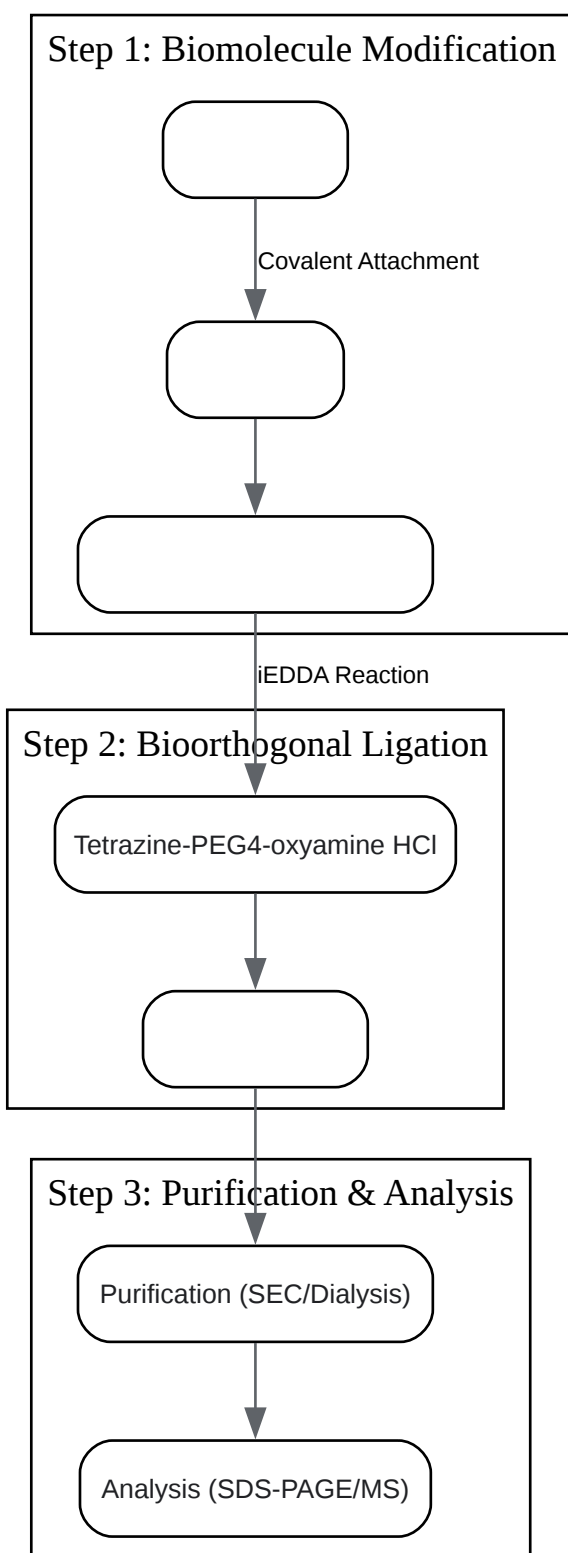 Step 1: Biomolecule Modification
Covalent Attachment
iEDDA Reaction
Step 2: Bioorthogonal Ligation
Tetrazine-PEG4-oxyamine HCl
Step 3: Purification & Analysis
Purification (SEC/Dialysis)
Analysis (SDS-PAGE/MS)